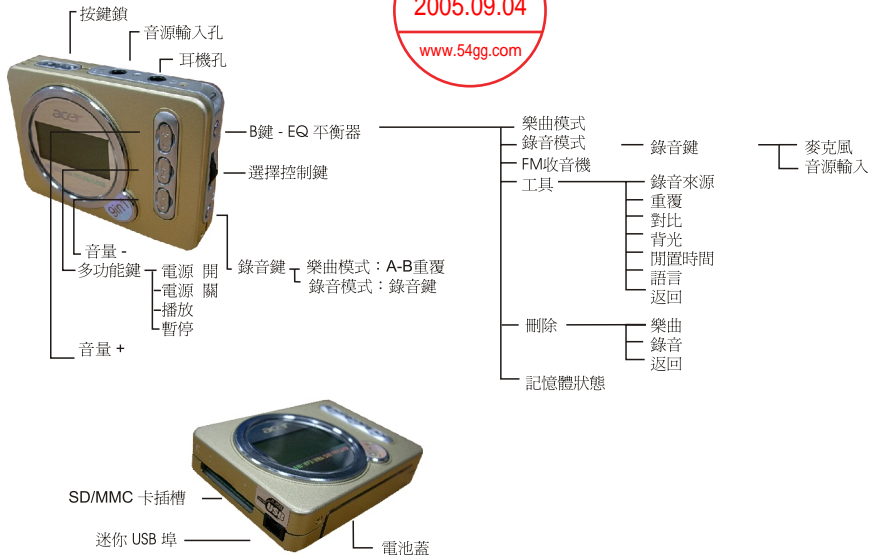 按鍵鎖
音源輸入孔
耳機孔
2005.09.04
www.54gg.com
acer
9in1
B鍵 - EQ 平衡器
選擇控制鍵
樂曲模式
錄音模式
錄音鍵
麥克風
音源輸入
FM收音機
工具
錄音來源
重覆
對比
背光
閒置時間
語言
返回
音量 -
多功能鍵
電源 開
電源 關
播放
暫停
音量 +
錄音鍵
樂曲模式：A-B重覆
錄音模式：錄音鍵
刪除
樂曲
錄音
返回
記憶體狀態
acer
USB
SD/MMC 卡插槽
迷你 USB 埠
電池蓋